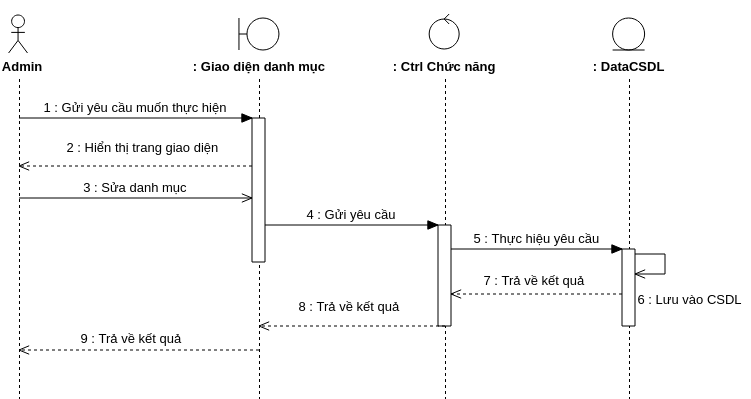 Admin
: Giao diện danh mục
: Ctrl Chức năng
: DataCSDL
1 : Gửi yêu cầu muốn thực hiện
2 : Hiển thị trang giao diện
3 : Sửa danh mục
4 : Gửi yêu cầu
5 : Thực hiệu yêu cầu
7 : Trả về kết quả
6 : Lưu vào CSDL
8 : Trả về kết quả
9 : Trả về kết quả